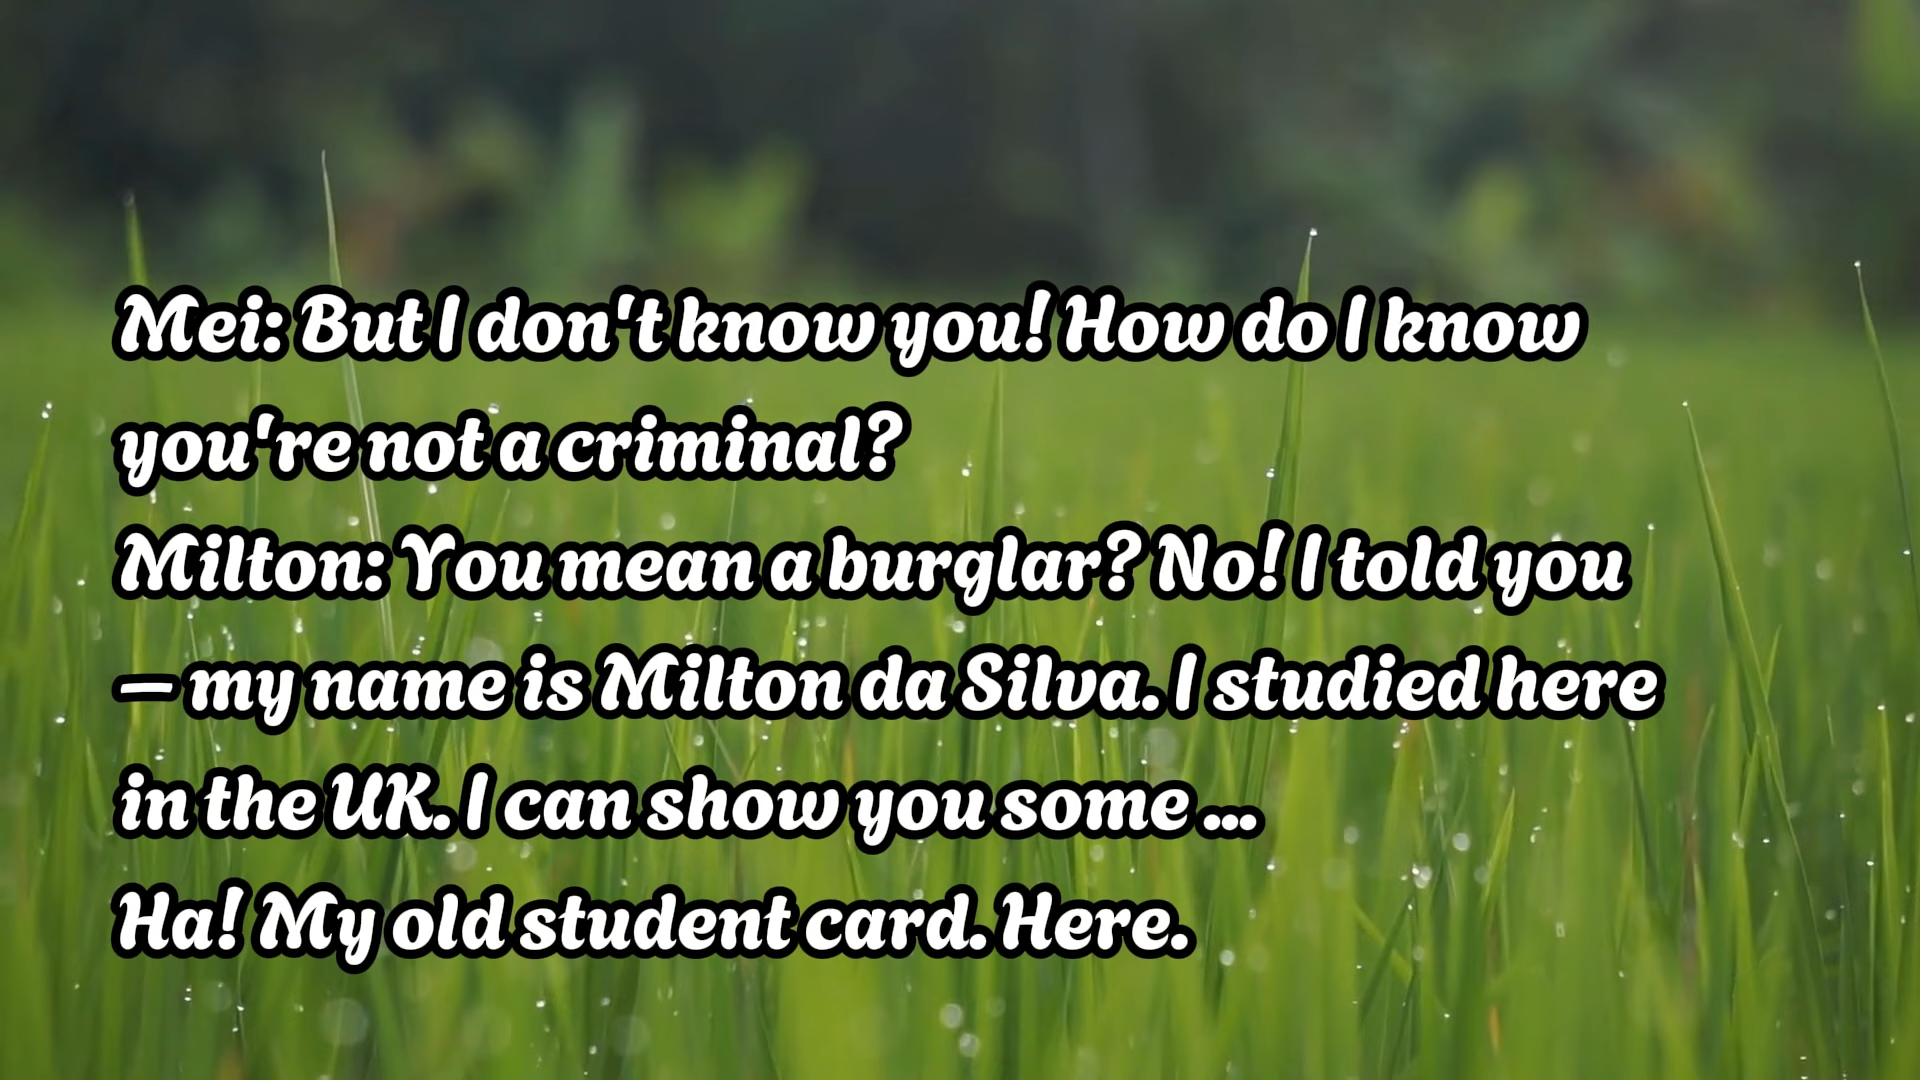 Mei: But I don't know you! How do I know
you're not a criminal?
Milton: You mean a burglar? No! I told you
– my name is Milton da Silva. I studied here
in the UK. I can show you some ...
Ha! My old student card. Here.